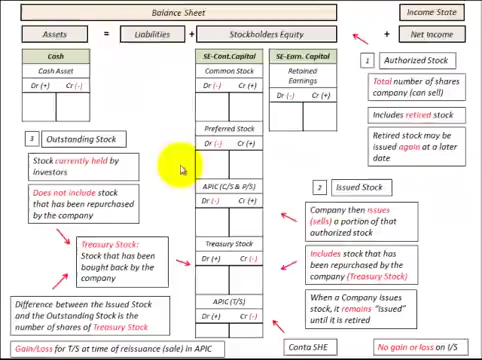 Balance Sheet
Income State
Assets = Liabilities + Stockholders Equity + Net Income
Cash
Cash Asset
Dr (+) Cr (-)
SE-Cont.Capital
Common Stock
Dr (-) Cr (+)
SE-Earn. Capital
Retained
Earnings
Dr (-) Cr (+)
Preferred Stock
Dr (-) Cr (+)
APIC (C/S & P/S)
Dr (-) Cr (+)
Treasury Stock
Dr (+) Cr (-)
APIC (T/S)
Dr (-) Cr (+)
1 Authorized Stock
Total number of shares
company (can sell)
Includes retired stock
Retired stock may be
issued again at a later
date
2 Issued Stock
Company then issues
(sells) a portion of that
authorized stock
Includes stock that has
been repurchased by the
company (Treasury Stock)
When a Company issues
stock, it remains "issued"
until it is retired
3 Outstanding Stock
Stock currently held by
investors
Does not include stock
that has been repurchased
by the company
Treasury Stock:
Stock that has been
bought back by the
company
Difference between the Issued Stock
and the Outstanding Stock is the
number of shares of Treasury Stock
Gain/Loss for T/S at time of reissuance (sale) in APIC
Conta SHE
No gain or loss on I/S